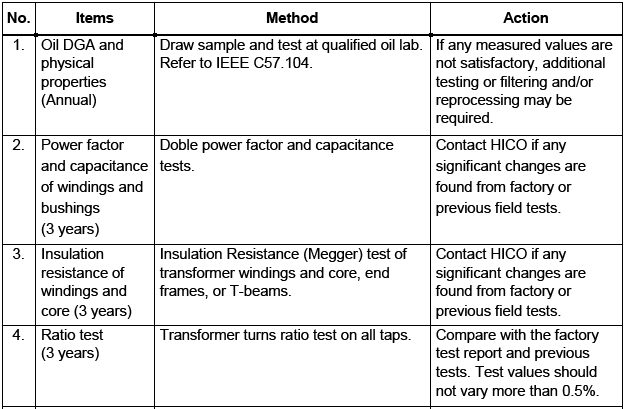 No. Items Method Action
1. Oil DGA and
physical
properties
(Annual)
Draw sample and test at qualified oil lab.
Refer to IEEE C57.104.
If any measured values are
not satisfactory, additional
testing or filtering and/or
reprocessing may be
required.
2. Power factor
and capacitance
of windings and
bushings
(3 years)
Doble power factor and capacitance
tests.
Contact HICO if any
significant changes are
found from factory or
previous field tests.
3. Insulation
resistance of
windings and
core (3 years)
Insulation Resistance (Megger) test of
transformer windings and core, end
frames, or T-beams.
Contact HICO if any
significant changes are
found from factory or
previous field tests.
4. Ratio test
(3 years)
Transformer turns ratio test on all taps.
Compare with the factory
test report and previous
tests. Test values should
not vary more than 0.5%.